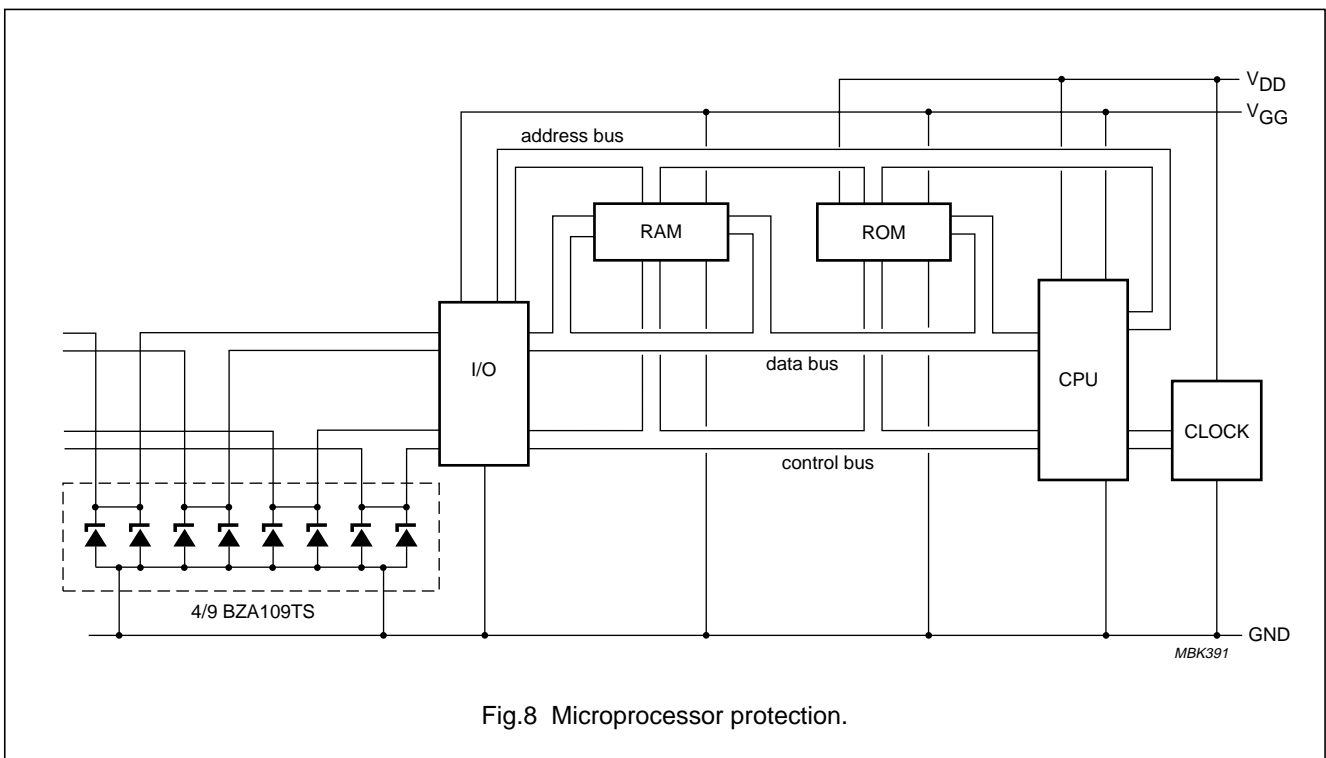 VDD
VGG
address bus
RAM
ROM
I/O
data bus
CPU
CLOCK
control bus
4/9 BZA109TS
GND
MBK391
Fig.8 Microprocessor protection.